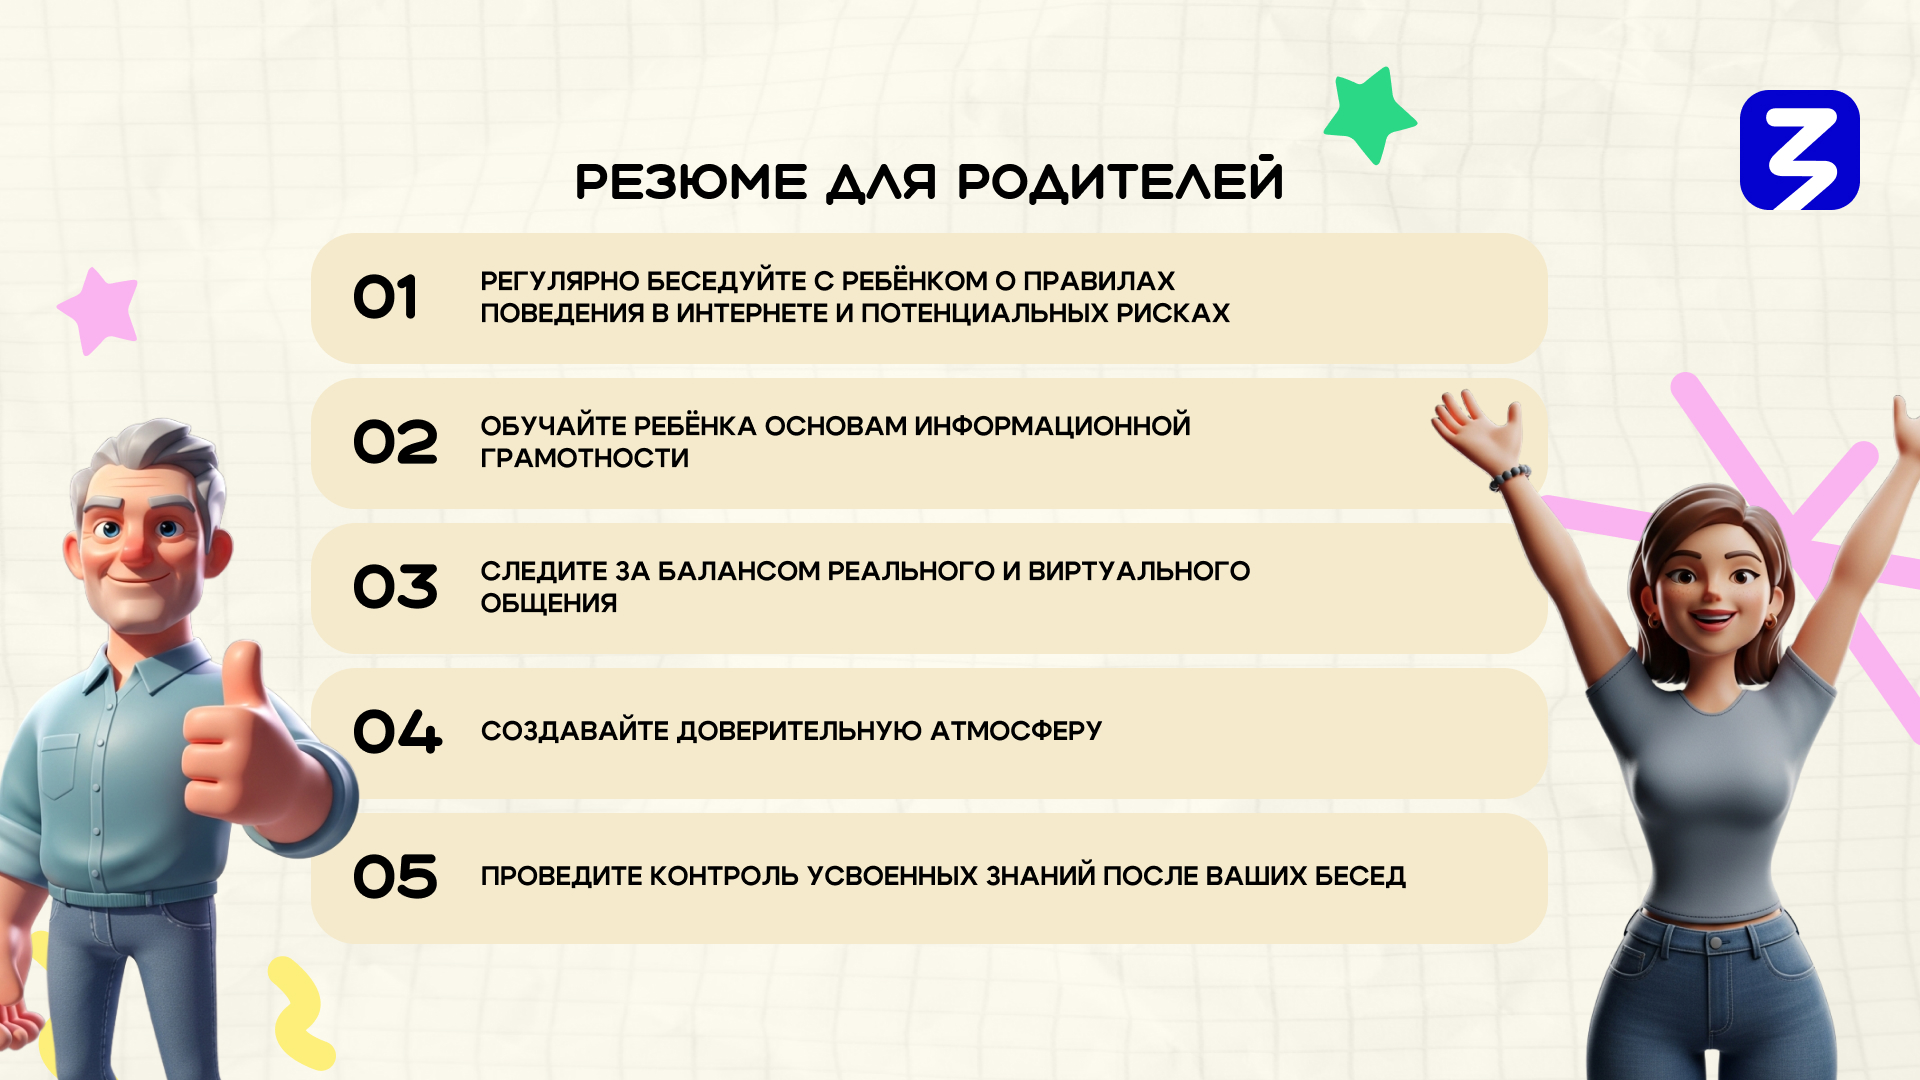 РЕЗЮМЕ ДЛЯ РОДИТЕЛЕЙ
01
РЕГУЛЯРНО БЕСЕДУЙТЕ С РЕБЁНКОМ О ПРАВИЛАХ
ПОВЕДЕНИЯ В ИНТЕРНЕТЕ И ПОТЕНЦИАЛЬНЫХ РИСКАХ
02
ОБУЧАЙТЕ РЕБЁНКА ОСНОВАМ ИНФОРМАЦИОННОЙ
ГРАМОТНОСТИ
03
СЛЕДИТЕ ЗА БАЛАНСОМ РЕАЛЬНОГО И ВИРТУАЛЬНОГО
ОБЩЕНИЯ
04
СОЗДАВАЙТЕ ДОВЕРИТЕЛЬНУЮ АТМОСФЕРУ
05
ПРОВЕДИТЕ КОНТРОЛЬ УСВОЕННЫХ ЗНАНИЙ ПОСЛЕ ВАШИХ БЕСЕД